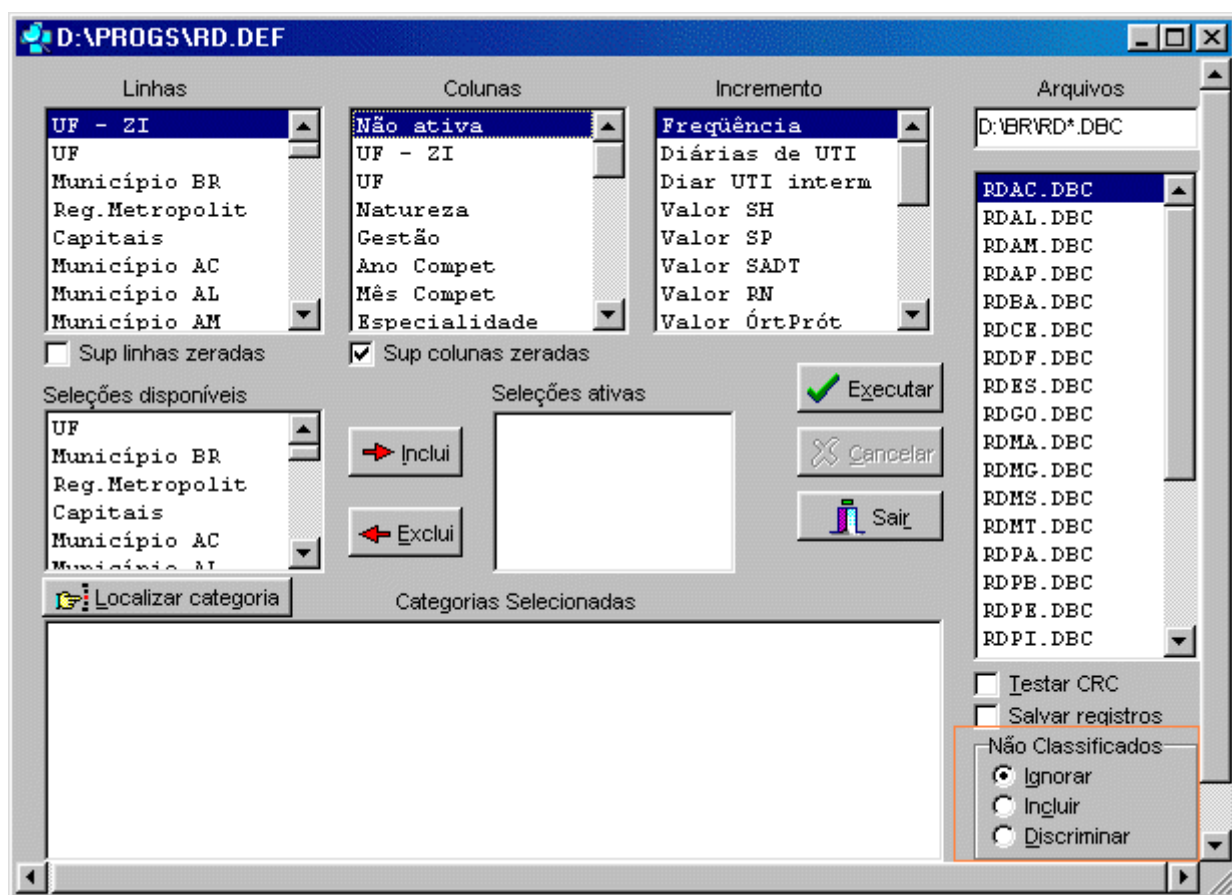 D:\PROGS\RD.DEF
Linhas
UF - ZI
UF
Município BR
Reg.Metropolit
Capitais
Município AC
Município AL
Município AM
Sup linhas zeradas
Colunas
Não ativa
UF - ZI
UF
Natureza
Gestão
Ano Compet
Mês Compet
Especialidade
Sup colunas zeradas
Incremento
Freqüência
Diárias de UTI
Diar UTI interm
Valor SH
Valor SP
Valor SADT
Valor RN
Valor ÓrtPrót
Arquivos
D:\BR\RD*.DBC
RDAC.DBC
RDAL.DBC
RDAM.DBC
RDAP.DBC
RDBA.DBC
RDCE.DBC
RDDF.DBC
RDES.DBC
RDGO.DBC
RDMA.DBC
RDMG.DBC
RDMS.DBC
RDMT.DBC
RDPA.DBC
RDPB.DBC
RDPE.DBC
RDPI.DBC
Seleções disponíveis
UF
Município BR
Reg.Metropolit
Capitais
Município AC
Município AL
Inclui
Exclui
Seleções ativas
Executar
Cancelar
Sair
Localizar categoria
Categorias Selecionadas
Testar CRC
Salvar registros
Não Classificados
Ignorar
Incluir
Discriminar